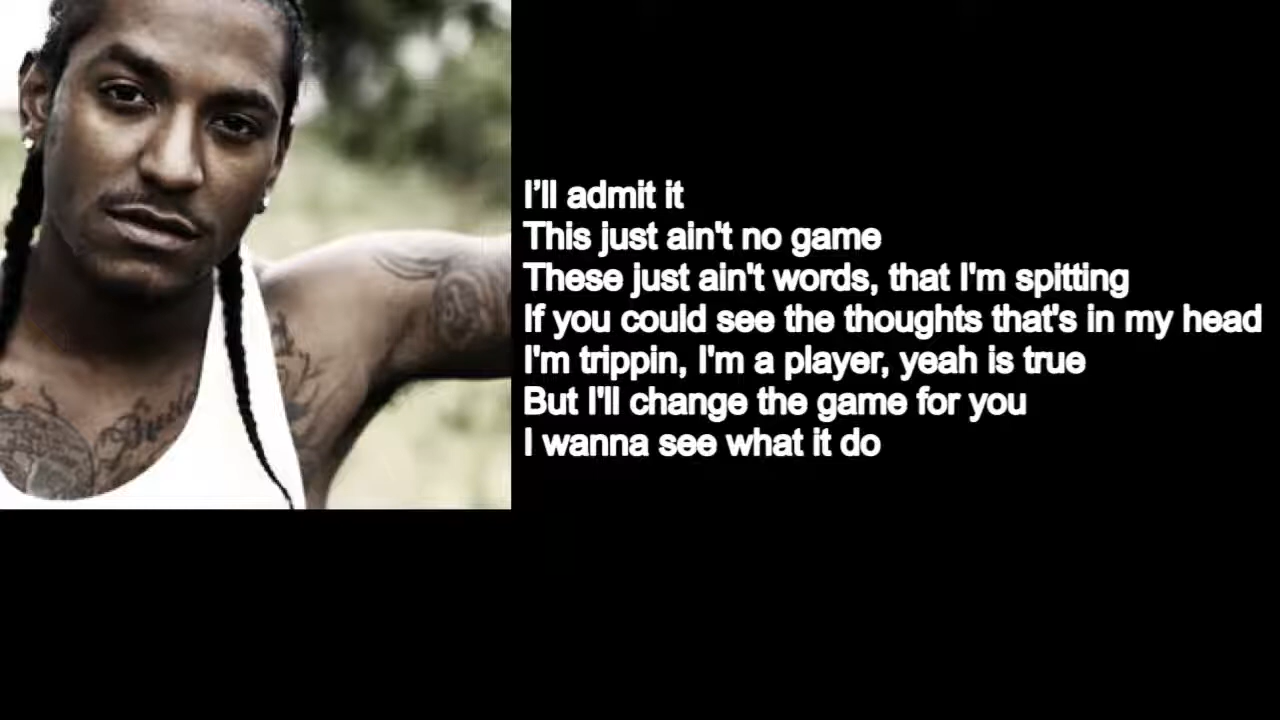 I’ll admit it
This just ain't no game
These just ain't words, that I'm spitting
If you could see the thoughts that's in my head
I'm trippin, I'm a player, yeah is true
But I'll change the game for you
I wanna see what it do